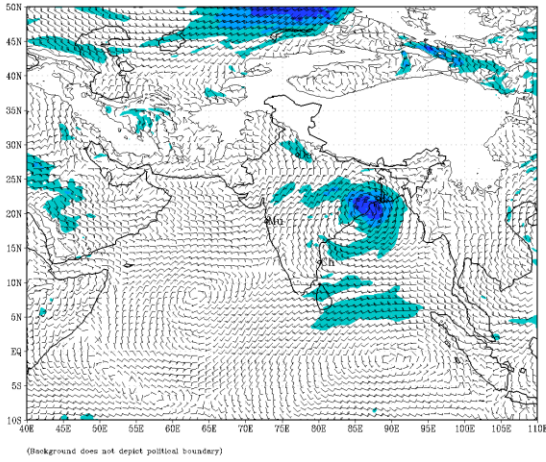 50N
45N
40N
35N
30N
25N
20N
Mu
15N
Ch
10N
5N
EQ
5S
10S
40E 45E 50E 55E 60E 65E 70E 75E 80E 85E 90E 95E 100E 105E 110E
(Background does not depict political boundary)